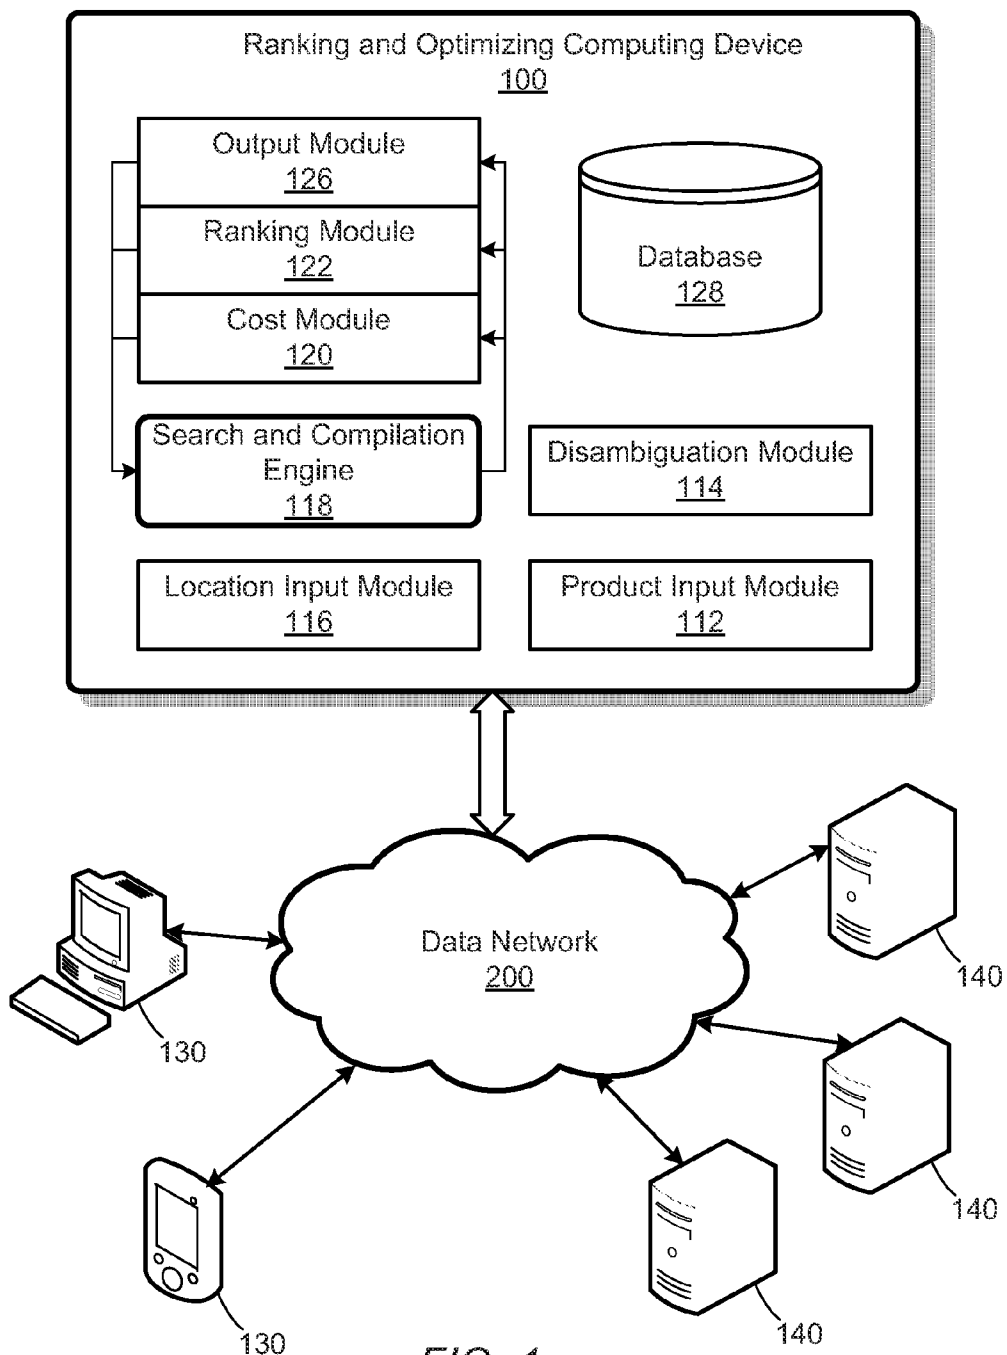 Ranking and Optimizing Computing Device
100
Output Module
126
Ranking Module
122
Cost Module
120
Database
128
Search and Compilation
Engine
118
Disambiguation Module
114
Location Input Module
116
Product Input Module
112
Data Network
200
130
130
140
140
140
FIG. 1